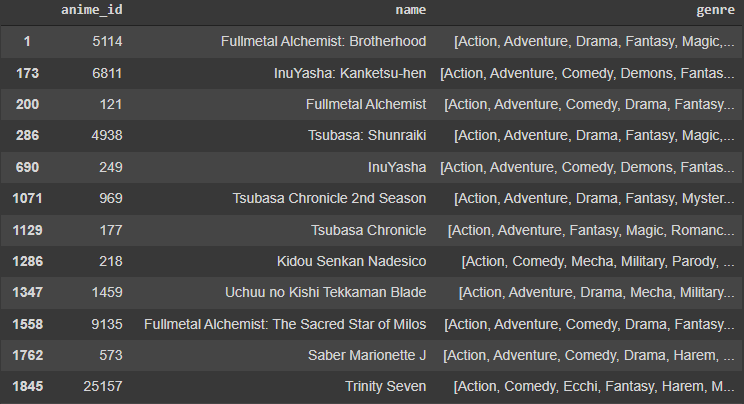 anime_id name genre
1 5114 Fullmetal Alchemist: Brotherhood [Action, Adventure, Drama, Fantasy, Magic,...
173 6811 InuYasha: Kanketsu-hen [Action, Adventure, Comedy, Demons, Fantas...
200 121 Fullmetal Alchemist [Action, Adventure, Comedy, Drama, Fantasy...
286 4938 Tsubasa: Shunraiki [Action, Adventure, Drama, Fantasy, Magic,...
690 249 InuYasha [Action, Adventure, Comedy, Demons, Fantas...
1071 969 Tsubasa Chronicle 2nd Season [Action, Adventure, Drama, Fantasy, Myster...
1129 177 Tsubasa Chronicle [Action, Adventure, Fantasy, Magic, Romanc...
1286 218 Kidou Senkan Nadesico [Action, Comedy, Mecha, Military, Parody, ...
1347 1459 Uchuu no Kishi Tekkaman Blade [Action, Adventure, Drama, Mecha, Military...
1558 9135 Fullmetal Alchemist: The Sacred Star of Milos [Action, Adventure, Comedy, Drama, Fantasy...
1762 573 Saber Marionette J [Action, Adventure, Comedy, Drama, Harem, ...
1845 25157 Trinity Seven [Action, Comedy, Ecchi, Fantasy, Harem, M...